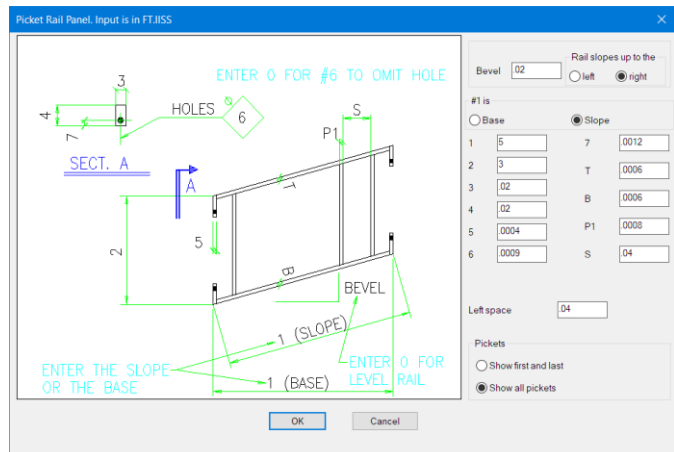 Picket Rail Panel. Input is in FT.IISS
ENTER 0 FOR #6 TO OMIT HOLE
3
4
7
HOLES
6
SECT. A
A
S
P1
T
2
5
B
BEVEL
1 (SLOPE)
ENTER THE SLOPE
OR THE BASE
ENTER 0 FOR
LEVEL RAIL
1 (BASE)
Bevel .02
Rail slopes up to the
left right
#1 is
Base Slope
1 5 7 .0012
2 3 T .0006
3 .02 B .0006
4 .02 P1 .0008
5 .0004 S .04
6 .0009
Left space .04
Pickets
Show first and last
Show all pickets
OK Cancel